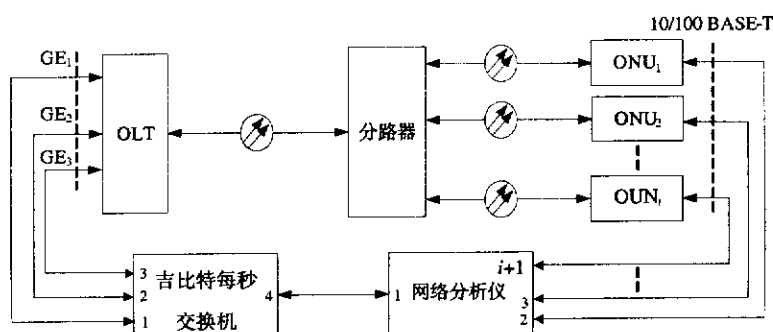 10/100 BASE-T
GE1
GE2
GE3
OLT
分路器
ONU1
ONU2
OUNi
3
2
1
吉比特每秒
交换机
4
1
网络分析仪
i+1
3
2